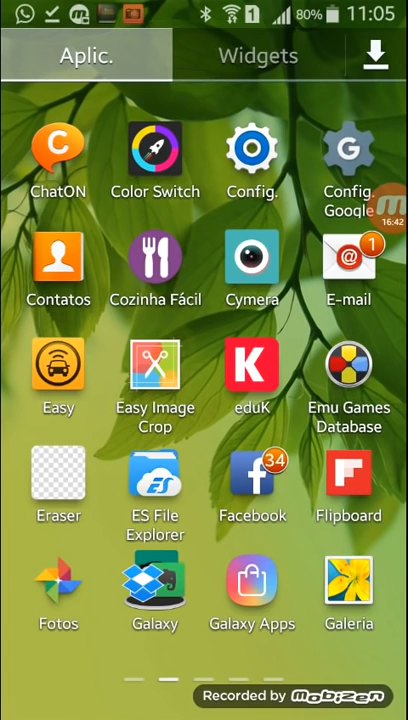 1 80% 11:05
Aplic. Widgets
ChatON Color Switch Config. Config. Google
16:42
Contatos Cozinha Fácil Cymera E-mail
1
Easy Easy Image Crop eduK Emu Games Database
34
Eraser ES File Explorer Facebook Flipboard
Fotos Galaxy Galaxy Apps Galeria
Recorded by mobizen